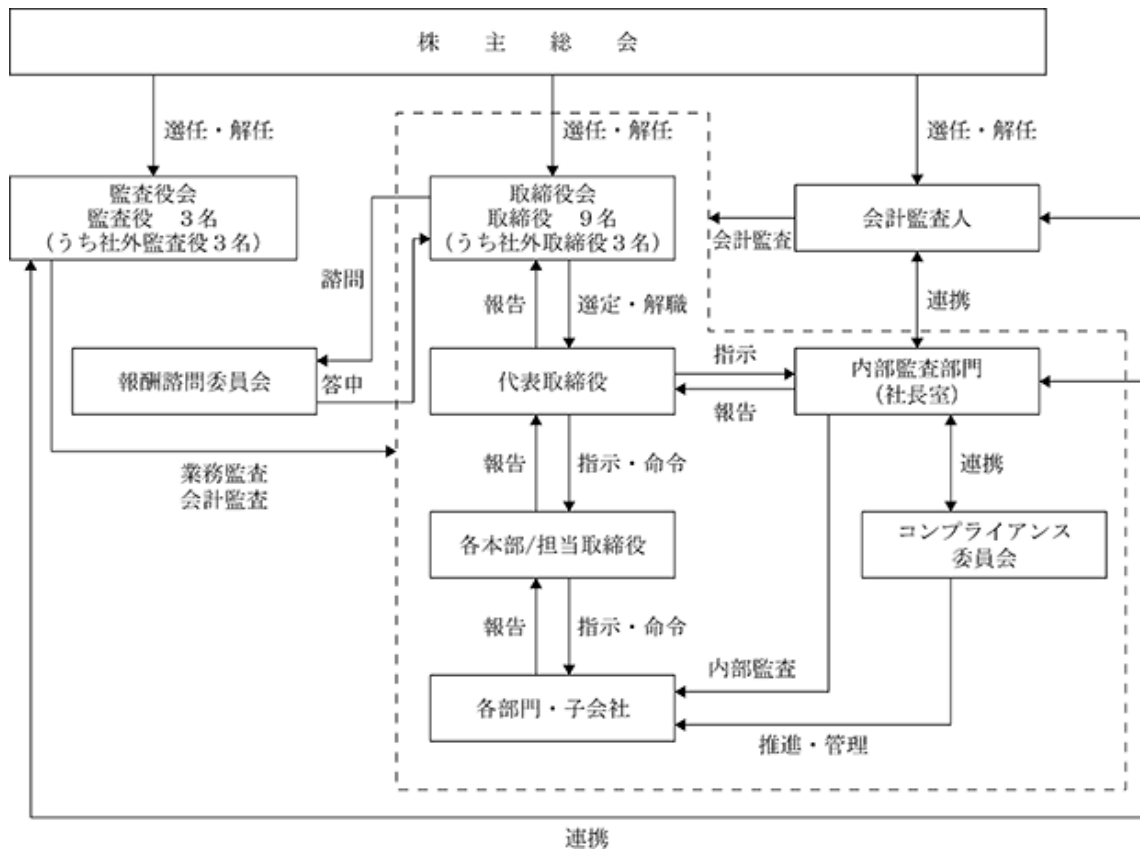 株主総会
選任・解任
選任・解任
選任・解任
監査役会
監査役 3名
(うち社外監査役3名)
取締役会
取締役 9名
(うち社外取締役3名)
会計監査人
会計監査
諮問
報告
選定・解職
連携
報酬諮問委員会
答申
代表取締役
指示
報告
内部監査部門
(社長室)
業務監査
会計監査
報告
指示・命令
連携
各本部/担当取締役
コンプライアンス
委員会
報告
指示・命令
内部監査
各部門・子会社
推進・管理
連携